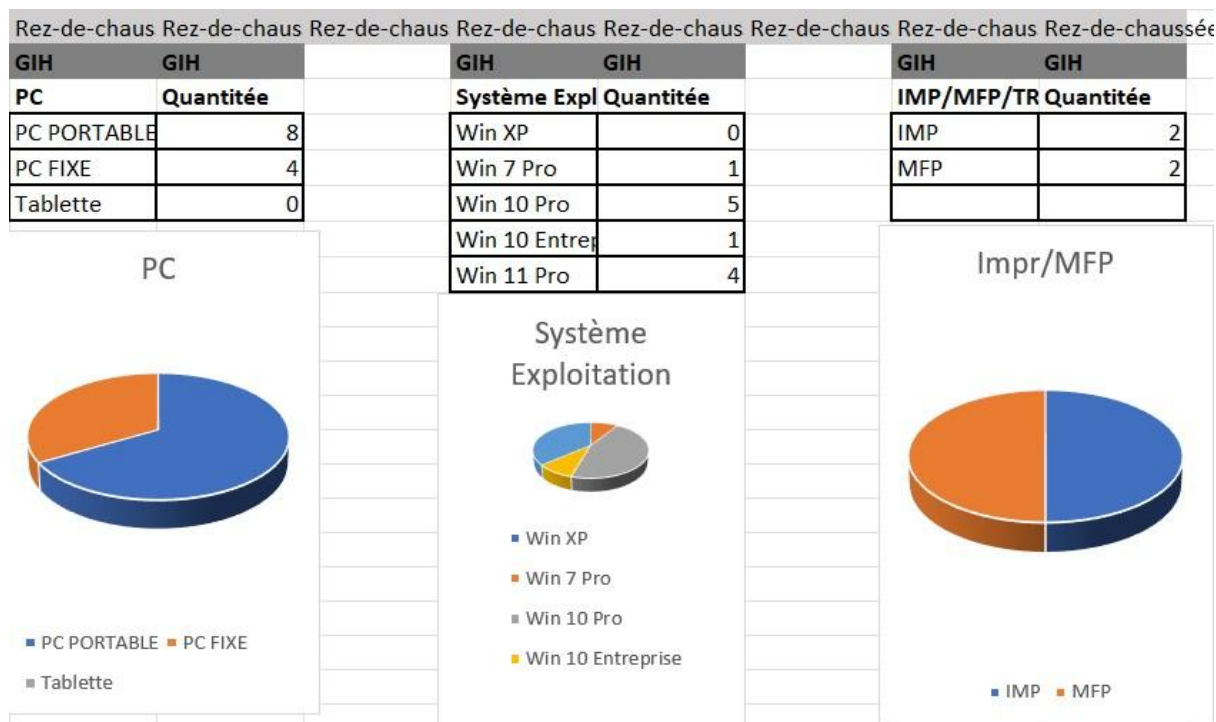 Rez-de-chaus Rez-de-chaus Rez-de-chaus Rez-de-chaus Rez-de-chaus Rez-de-chaus Rez-de-chaus Rez-de-chaussée
GIH GIH GIH GIH GIH GIH
PC Quantitée Système Expl Quantitée IMP/MFP/TR Quantitée
PC PORTABLE 8 Win XP 0 IMP 2
PC FIXE 4 Win 7 Pro 1 MFP 2
Tablette 0 Win 10 Pro 5
Win 10 Entrep 1
Win 11 Pro 4
PC
PC PORTABLE PC FIXE
Tablette
Système
Exploitation
Win XP
Win 7 Pro
Win 10 Pro
Win 10 Entreprise
Impr/MFP
IMP MFP